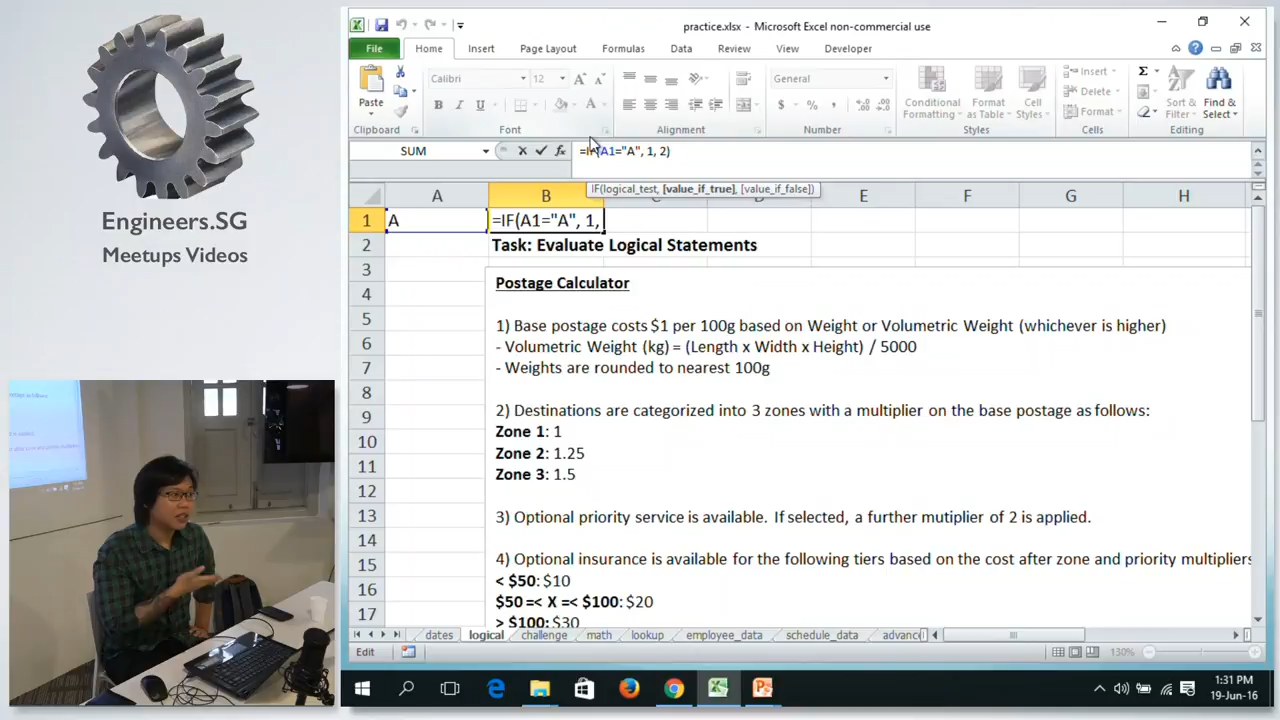 Engineers.SG
Meetups Videos
practice.xlsx - Microsoft Excel non-commercial use
File Home Insert Page Layout Formulas Data Review View Developer
Paste
Calibri 12
General
Conditional Formatting
Format as Table
Cell Styles
Insert
Delete
Format
Sort & Filter
Find & Select
Clipboard Font Alignment Number Styles Cells Editing
SUM =IF(A1="A", 1, 2)
IF(logical_test, [value_if_true], [value_if_false])
A B C D E F G H
1 A =IF(A1="A", 1,
2 Task: Evaluate Logical Statements
3 Postage Calculator
4
5 1) Base postage costs $1 per 100g based on Weight or Volumetric Weight (whichever is higher)
6 - Volumetric Weight (kg) = (Length x Width x Height) / 5000
7 - Weights are rounded to nearest 100g
8
9 2) Destinations are categorized into 3 zones with a multiplier on the base postage as follows:
10 Zone 1: 1
11 Zone 2: 1.25
12 Zone 3: 1.5
13 3) Optional priority service is available. If selected, a further mutiplier of 2 is applied.
14
15 4) Optional insurance is available for the following tiers based on the cost after zone and priority multipliers
16 < $50: $10
$50 =< X =< $100: $20
17 > $100: $30
dates logical challenge math lookup employee_data schedule_data advanc
Edit 130%
1:31 PM
19-Jun-16